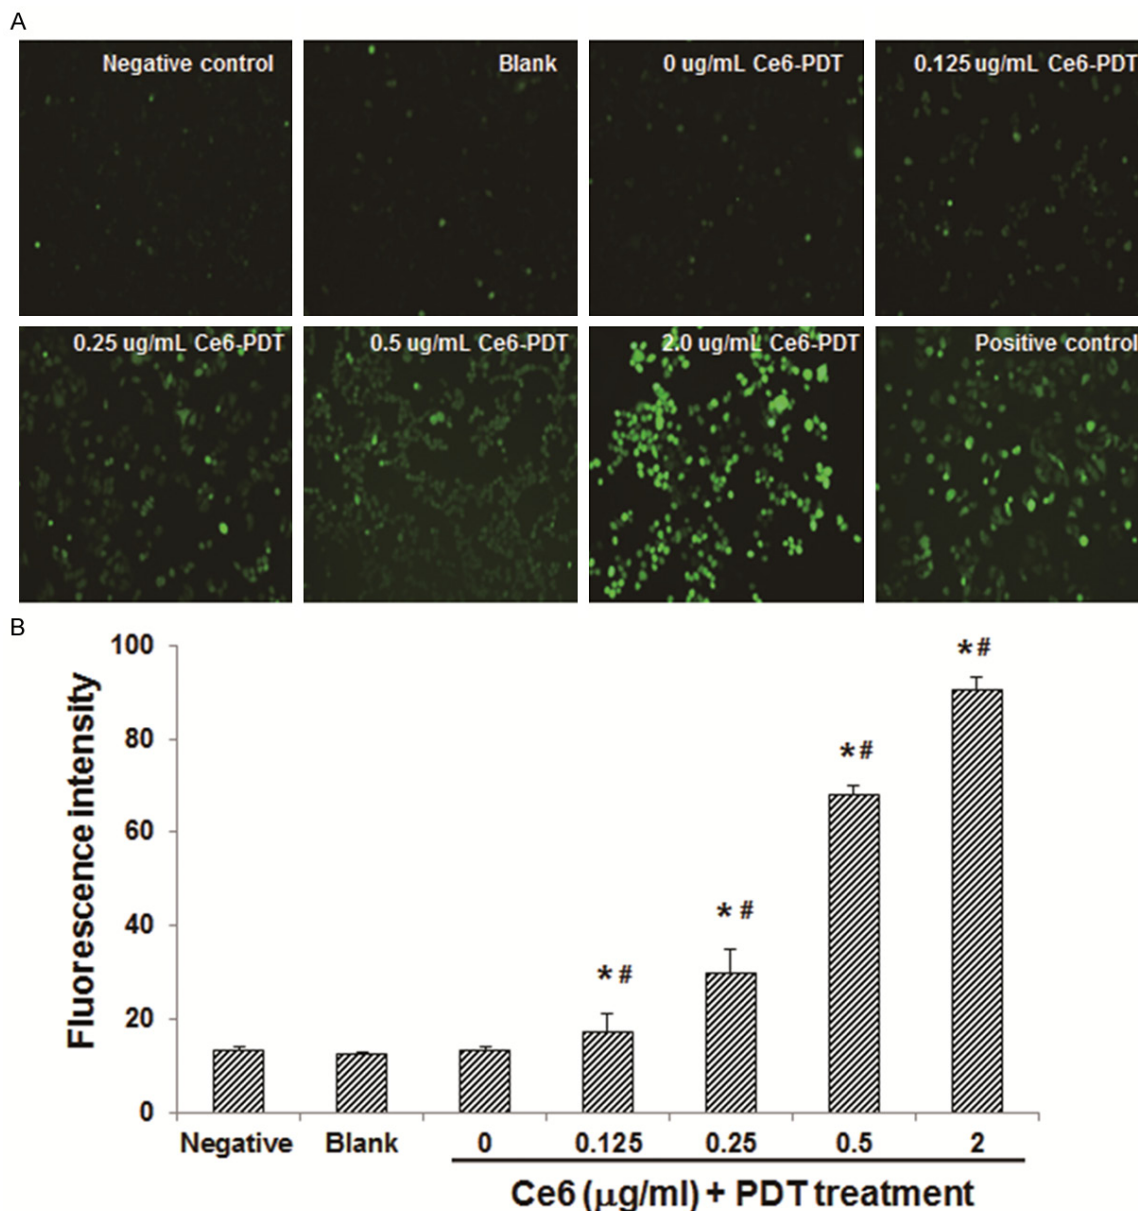 A
Negative control
Blank
0 ug/mL Ce6-PDT
0.125 ug/mL Ce6-PDT
0.25 ug/mL Ce6-PDT
0.5 ug/mL Ce6-PDT
2.0 ug/mL Ce6-PDT
Positive control
B
Fluorescence intensity
100
80
60
40
20
0
*#
*#
*#
*#
Negative
Blank
0
0.125
0.25
0.5
2
Ce6 (μg/ml) + PDT treatment